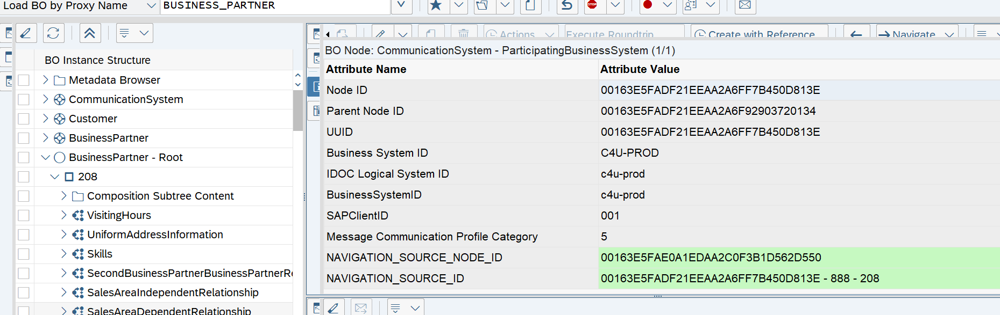 Load BO by Proxy Name BUSINESS_PARTNER
STOP
Actions Execute Roundtrip Create with Reference Navigate
BO Instance Structure
Metadata Browser
CommunicationSystem
Customer
BusinessPartner
BusinessPartner - Root
208
Composition Subtree Content
VisitingHours
UniformAddressInformation
Skills
SecondBusinessPartnerBusinessPartnerRe
SalesAreaIndependentRelationship
SalesAreaDependentRelationship
BO Node: CommunicationSystem - ParticipatingBusinessSystem (1/1)
Attribute Name Attribute Value
Node ID 00163E5FADF21EEAA2A6FF7B450D813E
Parent Node ID 00163E5FADF21EEAA2A6F92903720134
UUID 00163E5FADF21EEAA2A6FF7B450D813E
Business System ID C4U-PROD
IDOC Logical System ID c4u-prod
BusinessSystemID c4u-prod
SAPClientID 001
Message Communication Profile Category 5
NAVIGATION_SOURCE_NODE_ID 00163E5FAE0A1EDAA2C0F3B1D562D550
NAVIGATION_SOURCE_ID 00163E5FADF21EEAA2A6FF7B450D813E - 888 - 208